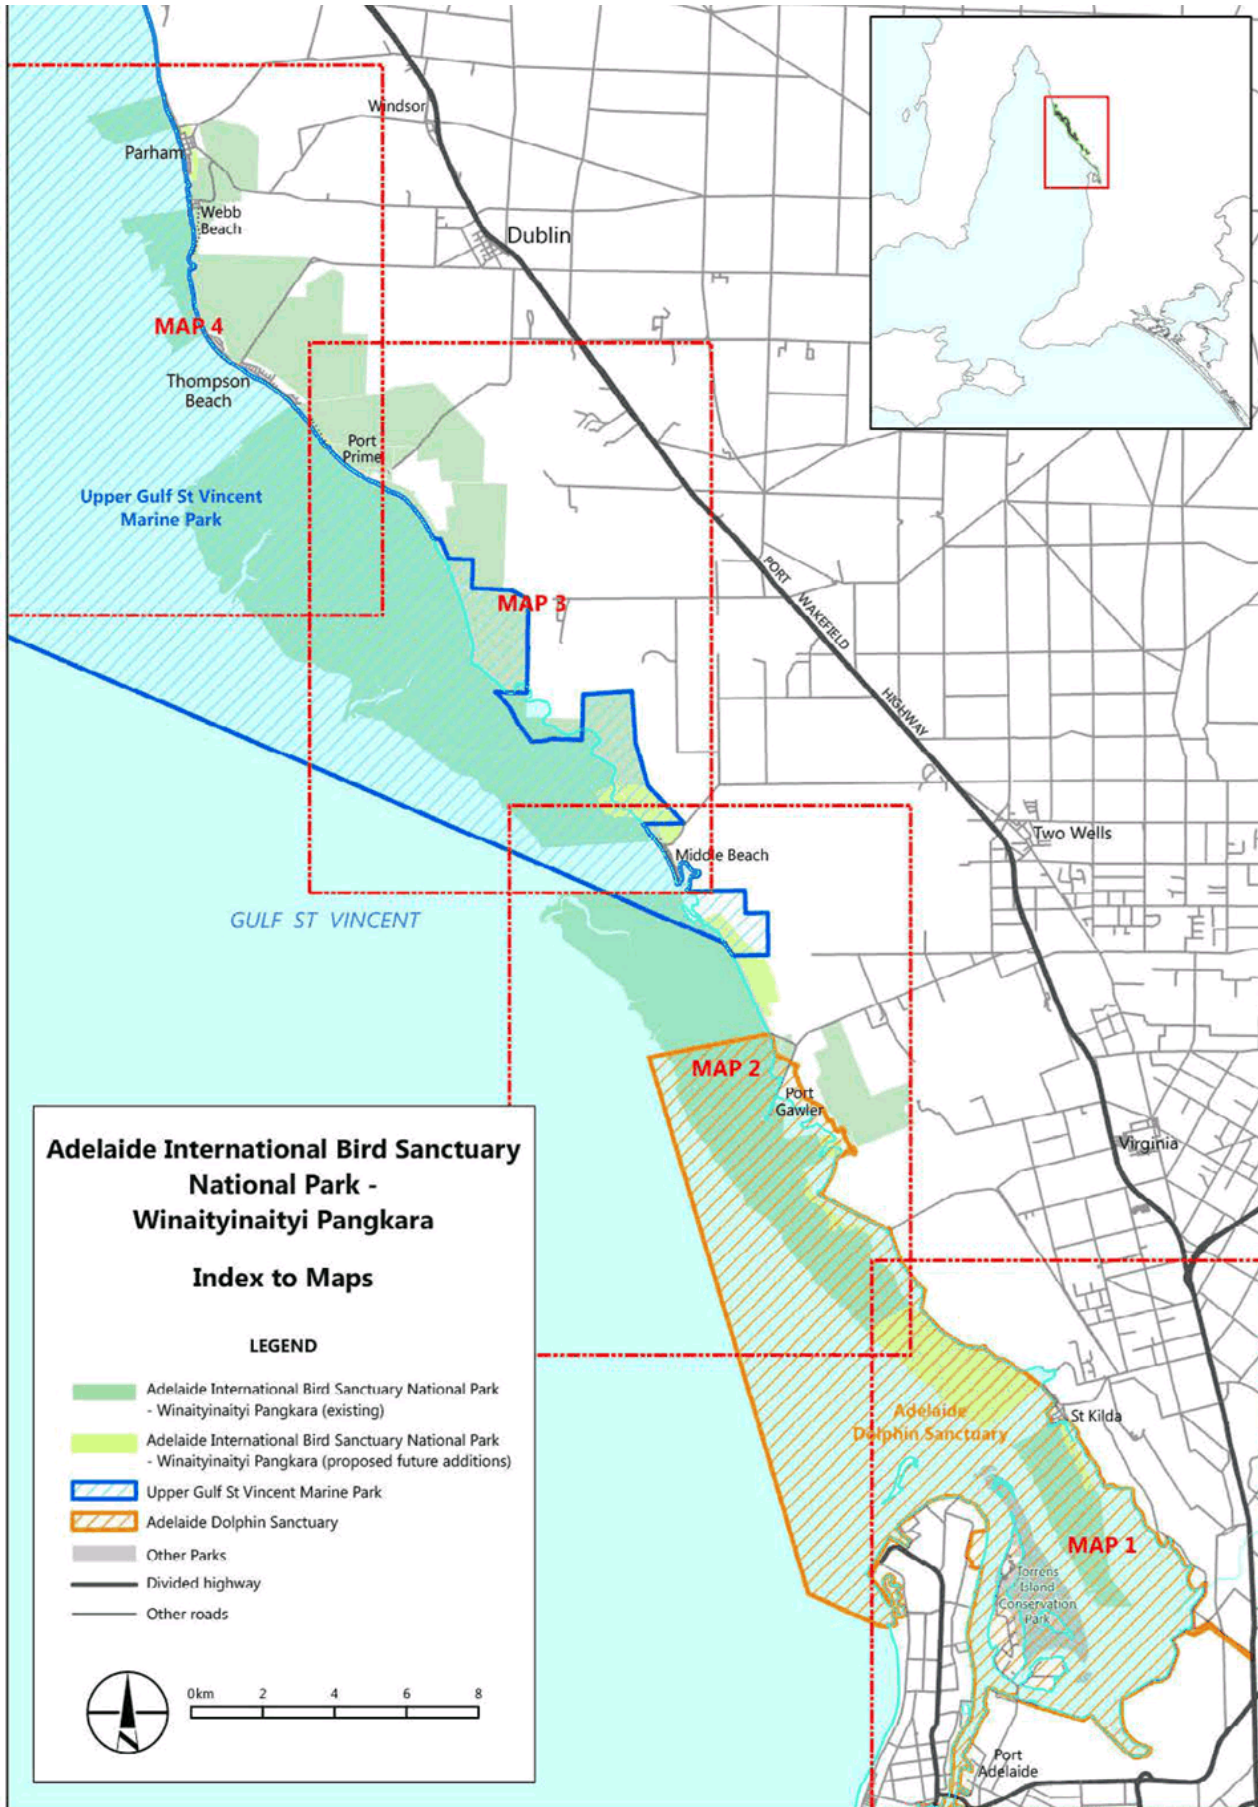 Windsor
Parham
Webb
Beach
Dublin
MAP 4
Thompson
Beach
Port
Prime
Upper Gulf St Vincent
Marine Park
MAP 3
PORT
WAKEFIELD
HIGHWAY
Two Wells
Middle Beach
GULF ST VINCENT
MAP 2
Port
Gawler
Virginia
Adelaide
Dolphin Sanctuary
St Kilda
MAP 1
Torrens
Island
Conservation
Park
Port
Adelaide
Adelaide International Bird Sanctuary
National Park -
Winaityinaityi Pangkara
Index to Maps
LEGEND
Adelaide International Bird Sanctuary National Park
- Winaityinaityi Pangkara (existing)
Adelaide International Bird Sanctuary National Park
- Winaityinaityi Pangkara (proposed future additions)
Upper Gulf St Vincent Marine Park
Adelaide Dolphin Sanctuary
Other Parks
Divided highway
Other roads
0km 2 4 6 8
N